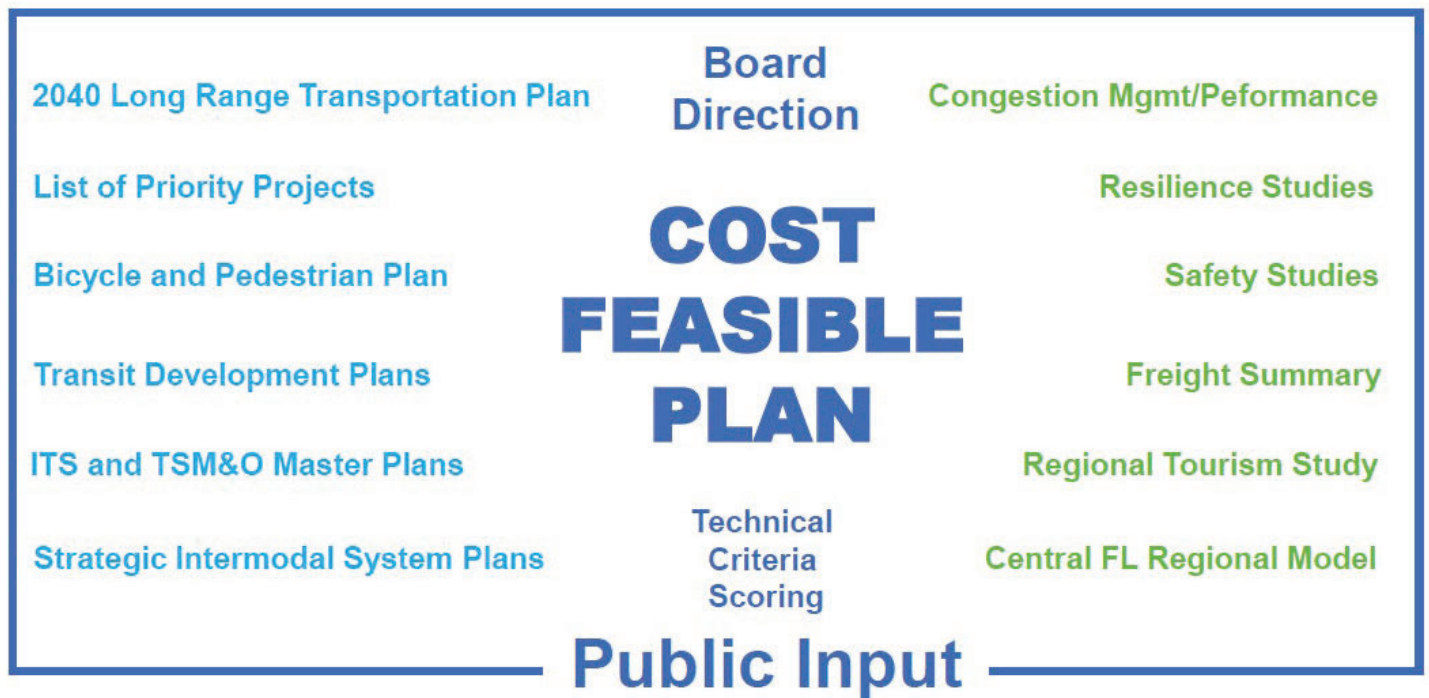 2040 Long Range Transportation Plan
List of Priority Projects
Bicycle and Pedestrian Plan
Transit Development Plans
ITS and TSM&O Master Plans
Strategic Intermodal System Plans
Board
Direction
COST
FEASIBLE
PLAN
Technical
Criteria
Scoring
Congestion Mgmt/Peformance
Resilience Studies
Safety Studies
Freight Summary
Regional Tourism Study
Central FL Regional Model
Public Input